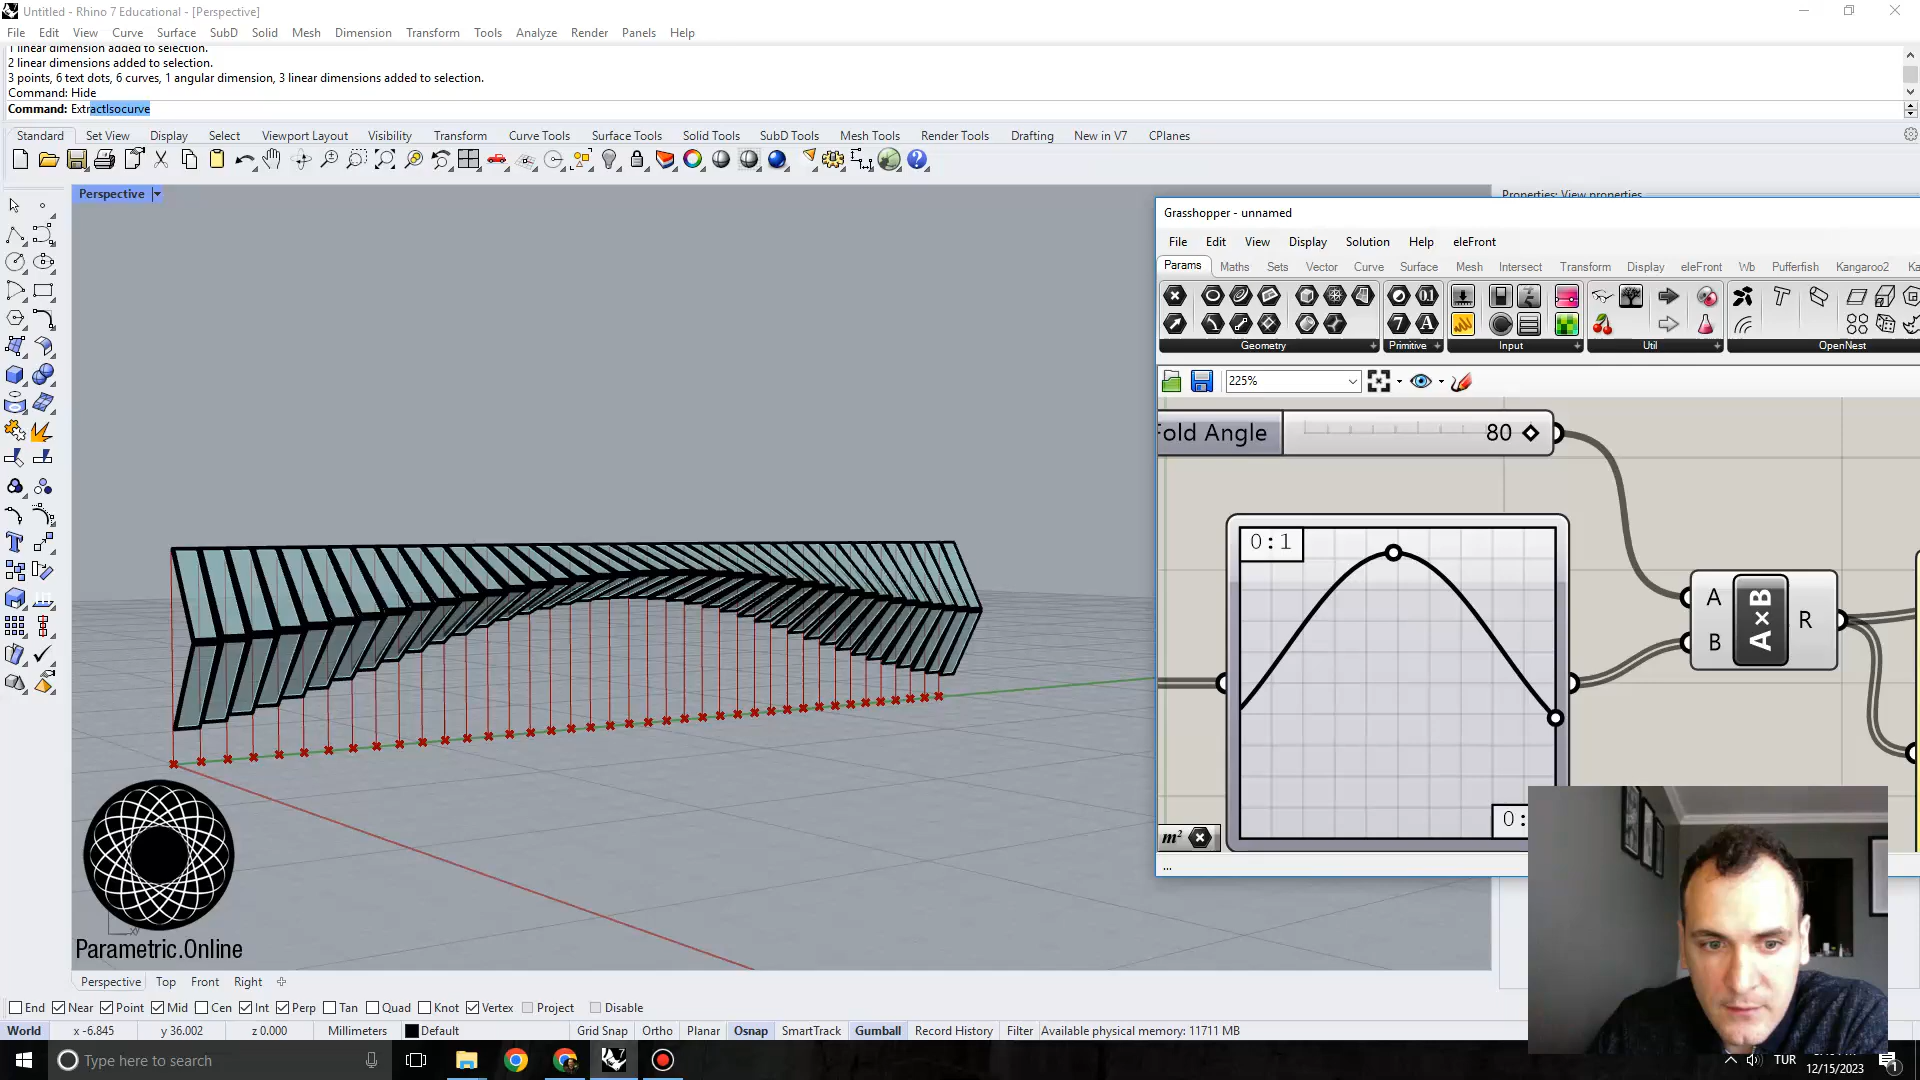 Untitled - Rhino 7 Educational - [Perspective]
File Edit View Curve Surface SubD Solid Mesh Dimension Transform Tools Analyze Render Panels Help
1 linear dimension added to selection.
2 linear dimensions added to selection.
3 points, 6 text dots, 6 curves, 1 angular dimension, 3 linear dimensions added to selection.
Command: Hide
Command: ExtractIsocurve
Standard Set View Display Select Viewport Layout Visibility Transform Curve Tools Surface Tools Solid Tools SubD Tools Mesh Tools Render Tools Drafting New in V7 CPlanes
Perspective
Properties: View properties
Grasshopper - unnamed
File Edit View Display Solution Help eleFront
Params Maths Sets Vector Curve Surface Mesh Intersect Transform Display eleFront Wb Pufferfish Kangaroo2 Ka
Geometry Primitive Input Util OpenNest
225%
Fold Angle 80
0:1
A
B
A×B
R
0:
m²
...
Parametric.Online
Perspective Top Front Right
End Near Point Mid Cen Int Perp Tan Quad Knot Vertex Project Disable
World x -6.845 y 36.002 z 0.000 Millimeters Default Grid Snap Ortho Planar Osnap SmartTrack Gumball Record History Filter Available physical memory: 11711 MB
Type here to search
TUR
12/15/2023
1